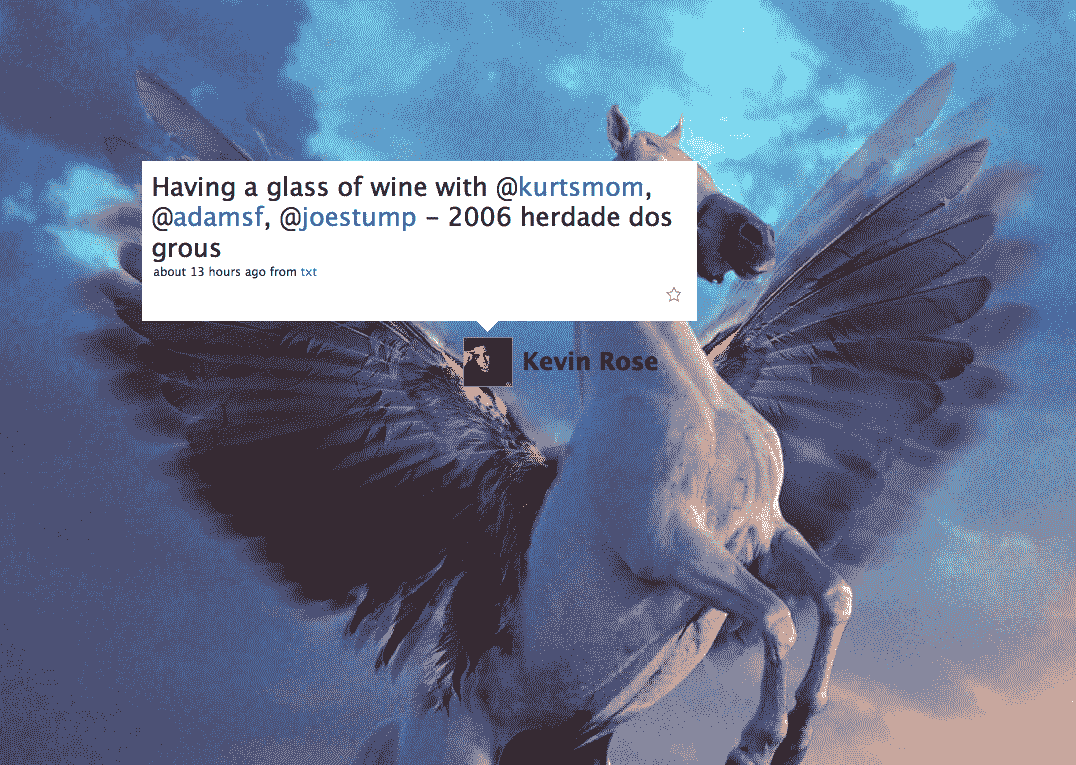 Having a glass of wine with @kurtsmom,
@adamsf, @joestump – 2006 herdade dos
grous
about 13 hours ago from txt
Kevin Rose